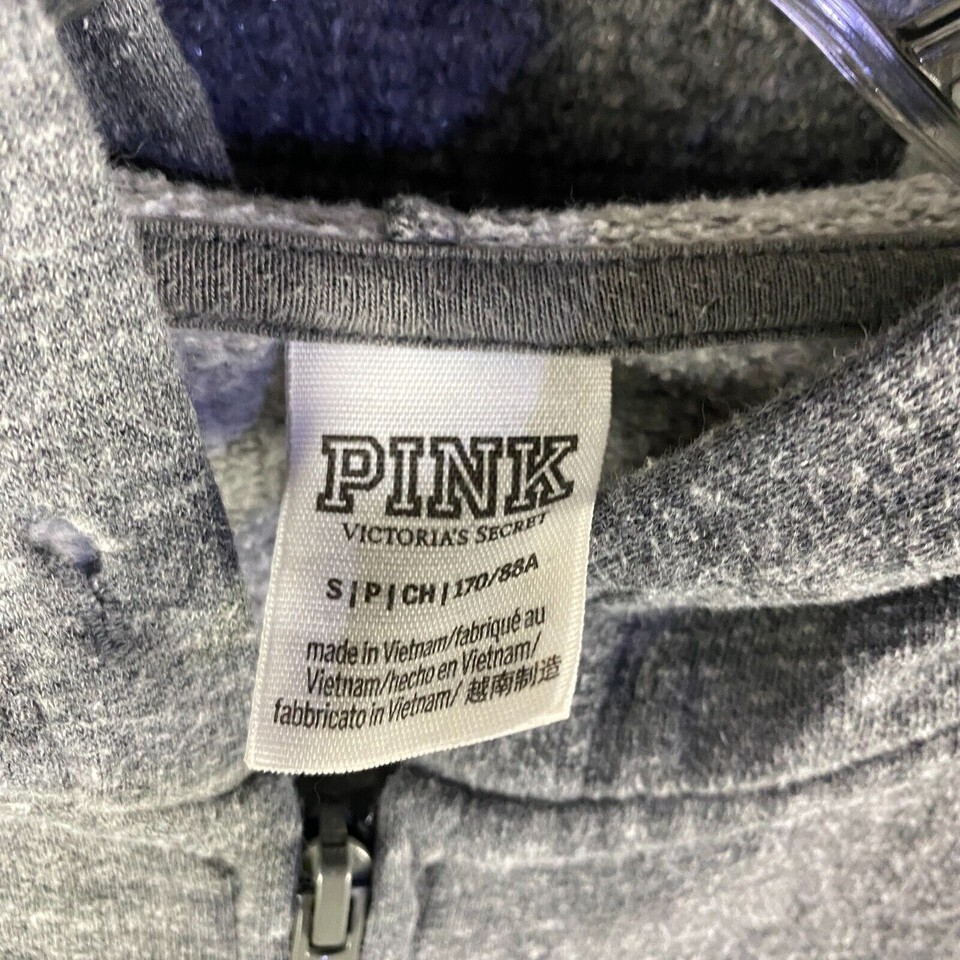 PINK
VICTORIA'S SECRET
S|P|CH|170/88A
made in Vietnam/fabriqué au
Vietnam/hecho en Vietnam/
fabbricato in Vietnam/ 越南制造